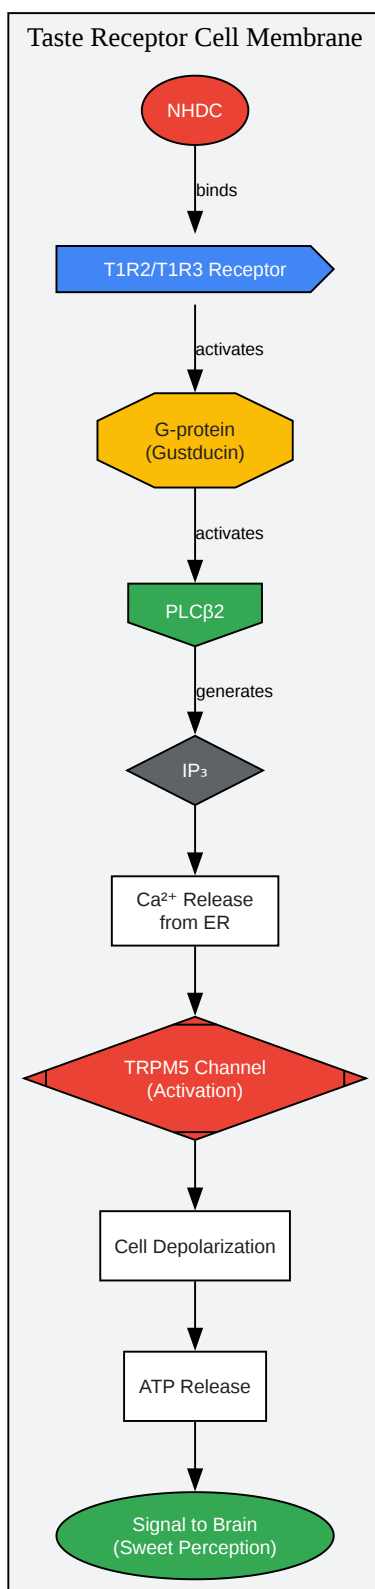 Taste Receptor Cell Membrane
NHDC
binds
T1R2/T1R3 Receptor
activates
G-protein
(Gustducin)
activates
PLCβ2
generates
IP₃
Ca²⁺ Release
from ER
TRPM5 Channel
(Activation)
Cell Depolarization
ATP Release
Signal to Brain
(Sweet Perception)